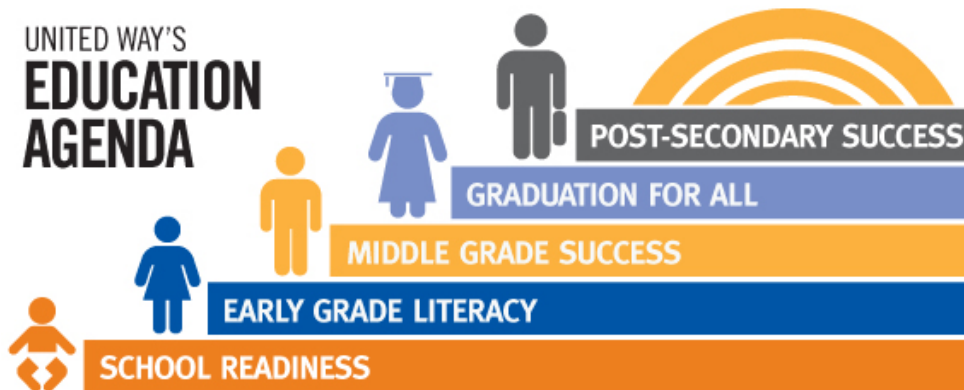 UNITED WAY'S
EDUCATION
AGENDA
POST-SECONDARY SUCCESS
GRADUATION FOR ALL
MIDDLE GRADE SUCCESS
EARLY GRADE LITERACY
SCHOOL READINESS